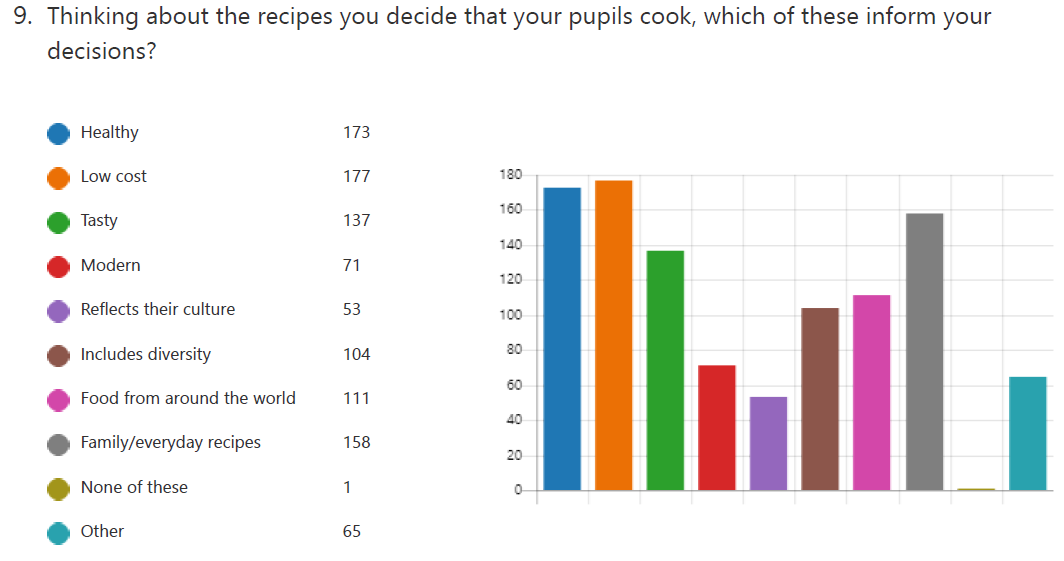 9. Thinking about the recipes you decide that your pupils cook, which of these inform your
decisions?
Healthy 173
Low cost 177
Tasty 137
Modern 71
Reflects their culture 53
Includes diversity 104
Food from around the world 111
Family/everyday recipes 158
None of these 1
Other 65
180
160
140
120
100
80
60
40
20
0